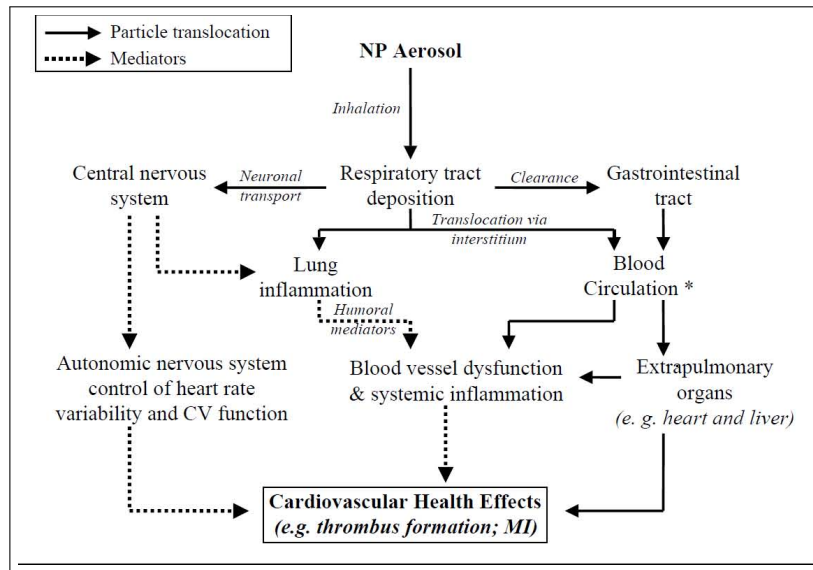 Particle translocation
Mediators
NP Aerosol
Inhalation
Central nervous
system
Neuronal
transport
Respiratory tract
deposition
Clearance
Gastrointestinal
tract
Translocation via
interstitium
Lung
inflammation
Blood
Circulation *
Humoral
mediators
Autonomic nervous system
control of heart rate
variability and CV function
Blood vessel dysfunction
& systemic inflammation
Extrapulmonary
organs
(e. g. heart and liver)
Cardiovascular Health Effects
(e.g. thrombus formation; MI)